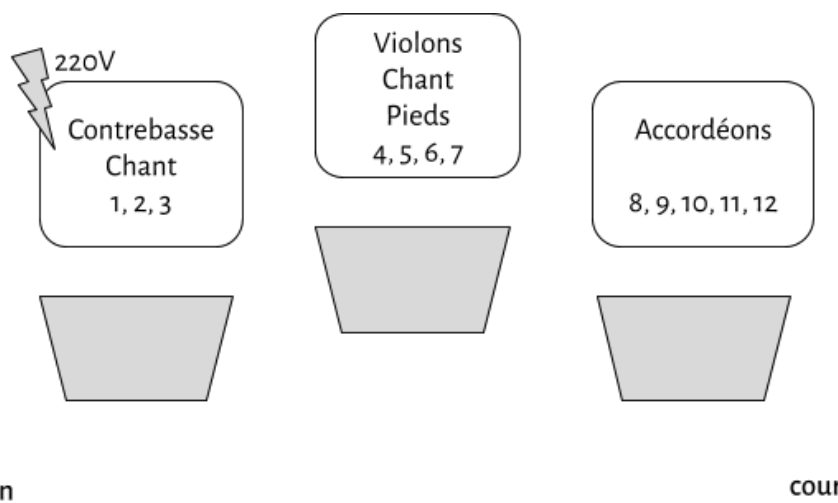 220V
Contrebasse
Chant
1, 2, 3
Violons
Chant
Pieds
4, 5, 6, 7
Accordéons
8, 9, 10, 11, 12